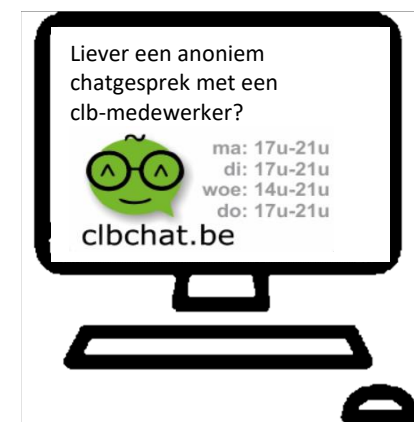 Liever een anoniem
chatgesprek met een
clb-medewerker?
ma: 17u-21u
di: 17u-21u
woe: 14u-21u
do: 17u-21u
clbchat.be